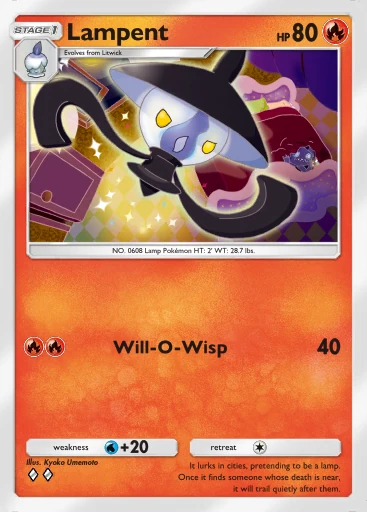 STAGE 1
Lampent
HP 80
Evolves from Litwick
NO. 0608 Lamp Pokémon HT: 2' WT: 28.7 lbs.
Will-O-Wisp 40
weakness +20 retreat
Illus. Kyoko Umemoto
It lurks in cities, pretending to be a lamp.
Once it finds someone whose death is near,
it will trail quietly after them.